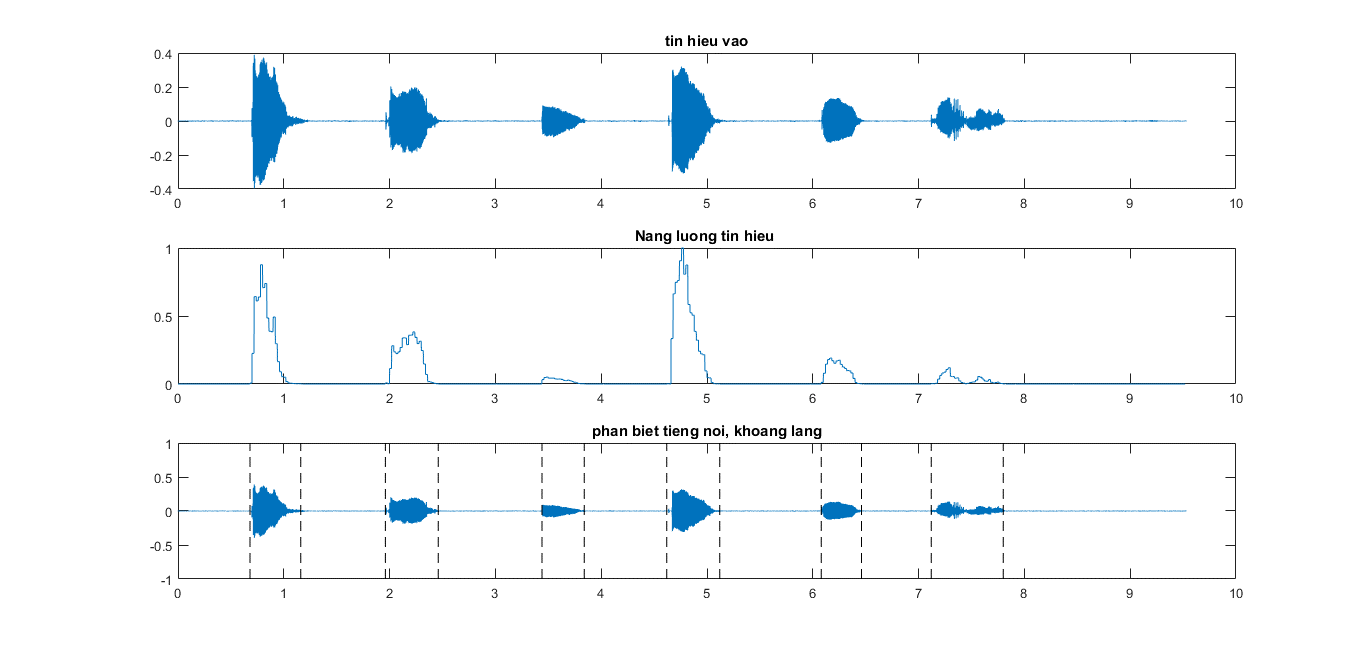 tin hieu vao
0.4
0.2
0
-0.2
-0.4
0 1 2 3 4 5 6 7 8 9 10
Nang luong tin hieu
1
0.5
0
0 1 2 3 4 5 6 7 8 9 10
phan biet tieng noi, khoang lang
1
0.5
0
-0.5
-1
0 1 2 3 4 5 6 7 8 9 10